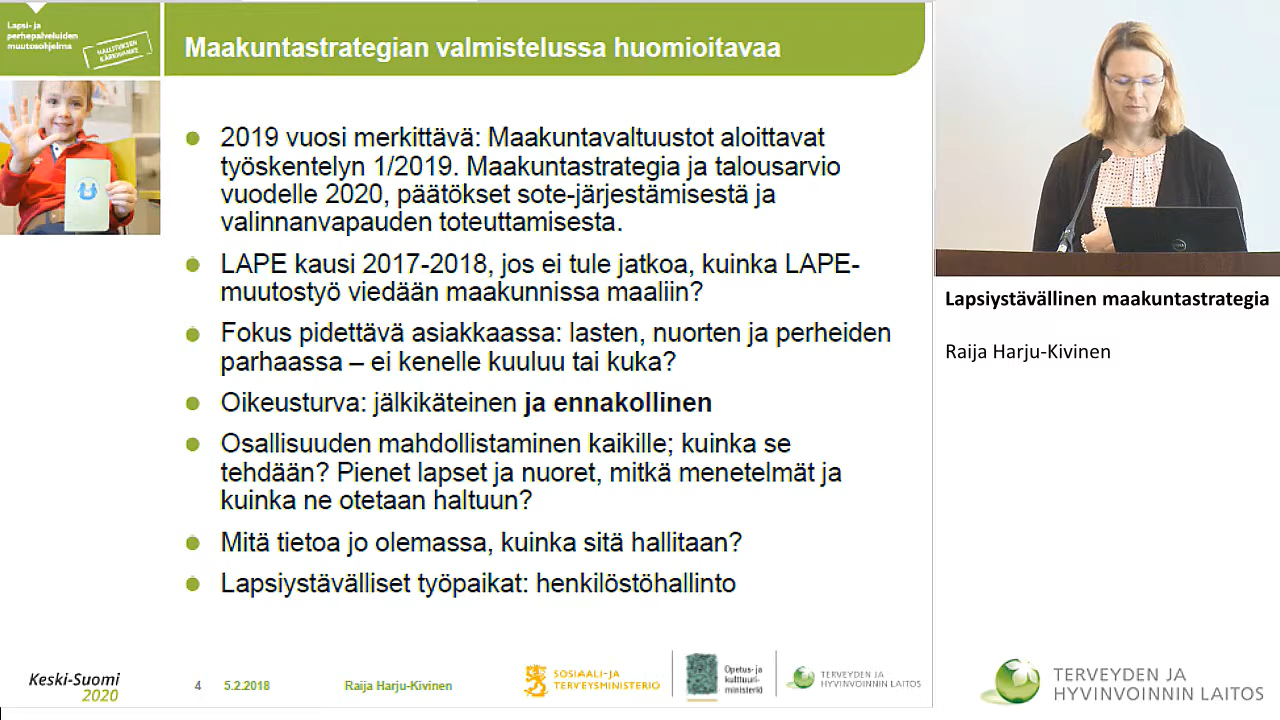 Lapsi- ja
perhepalveluiden
muutosohjelma
HALLITUKSEN
KÄRKIHANKE
Maakuntastrategian valmistelussa huomioitavaa
2019 vuosi merkittävä: Maakuntavaltuustot aloittavat
työskentelyn 1/2019. Maakuntastrategia ja talousarvio
vuodelle 2020, päätökset sote-järjestämisestä ja
valinnanvapauden toteuttamisesta.
LAPE kausi 2017-2018, jos ei tule jatkoa, kuinka LAPE-
muutostyö viedään maakunnissa maaliin?
Fokus pidettävä asiakkaassa: lasten, nuorten ja perheiden
parhaassa – ei kenelle kuuluu tai kuka?
Oikeusturva: jälkikäteinen ja ennakollinen
Osallisuuden mahdollistaminen kaikille; kuinka se
tehdään? Pienet lapset ja nuoret, mitkä menetelmät ja
kuinka ne otetaan haltuun?
Mitä tietoa jo olemassa, kuinka sitä hallitaan?
Lapsiystävälliset työpaikat: henkilöstöhallinto
Keski-Suomi
2020
4 5.2.2018 Raija Harju-Kivinen
SOSIAALI- JA
TERVEYSMINISTERIÖ
Opetus- ja
kulttuuri-
ministeriö
TERVEYDEN JA
HYVINVOINNIN LAITOS
Lapsiystävällinen maakuntastrategia
Raija Harju-Kivinen
TERVEYDEN JA
HYVINVOINNIN LAITOS